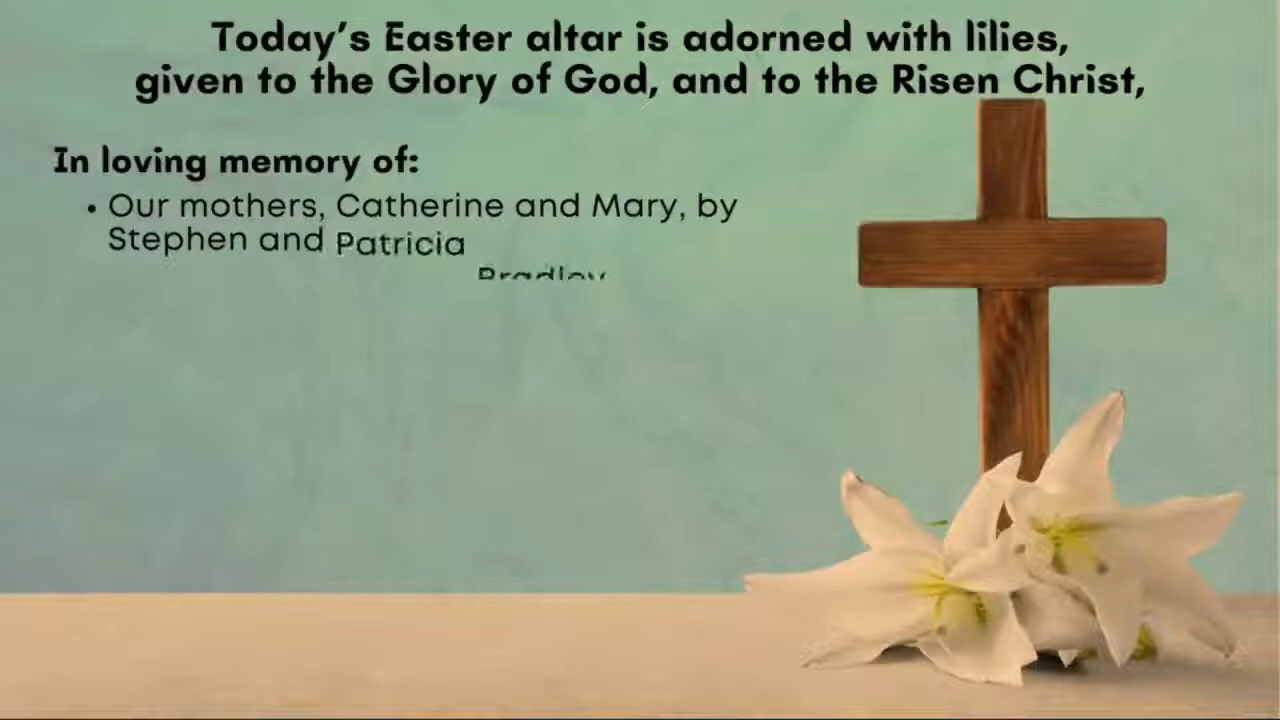 Today's Easter altar is adorned with lilies,
given to the Glory of God, and to the Risen Christ,
In loving memory of:
• Our mothers, Catherine and Mary, by
Stephen and Patricia